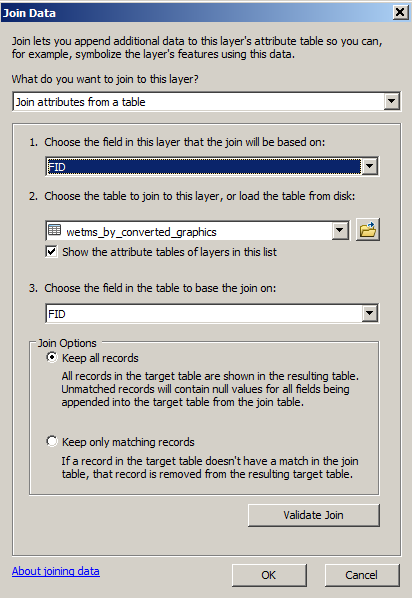 Join Data
Join lets you append additional data to this layer's attribute table so you can,
for example, symbolize the layer's features using this data.
What do you want to join to this layer?
Join attributes from a table
1. Choose the field in this layer that the join will be based on:
FID
2. Choose the table to join to this layer, or load the table from disk:
wetms_by_converted_graphics
Show the attribute tables of layers in this list
3. Choose the field in the table to base the join on:
FID
Join Options
Keep all records
All records in the target table are shown in the resulting table.
Unmatched records will contain null values for all fields being
appended into the target table from the join table.
Keep only matching records
If a record in the target table doesn't have a match in the join
table, that record is removed from the resulting target table.
Validate Join
About joining data
OK
Cancel